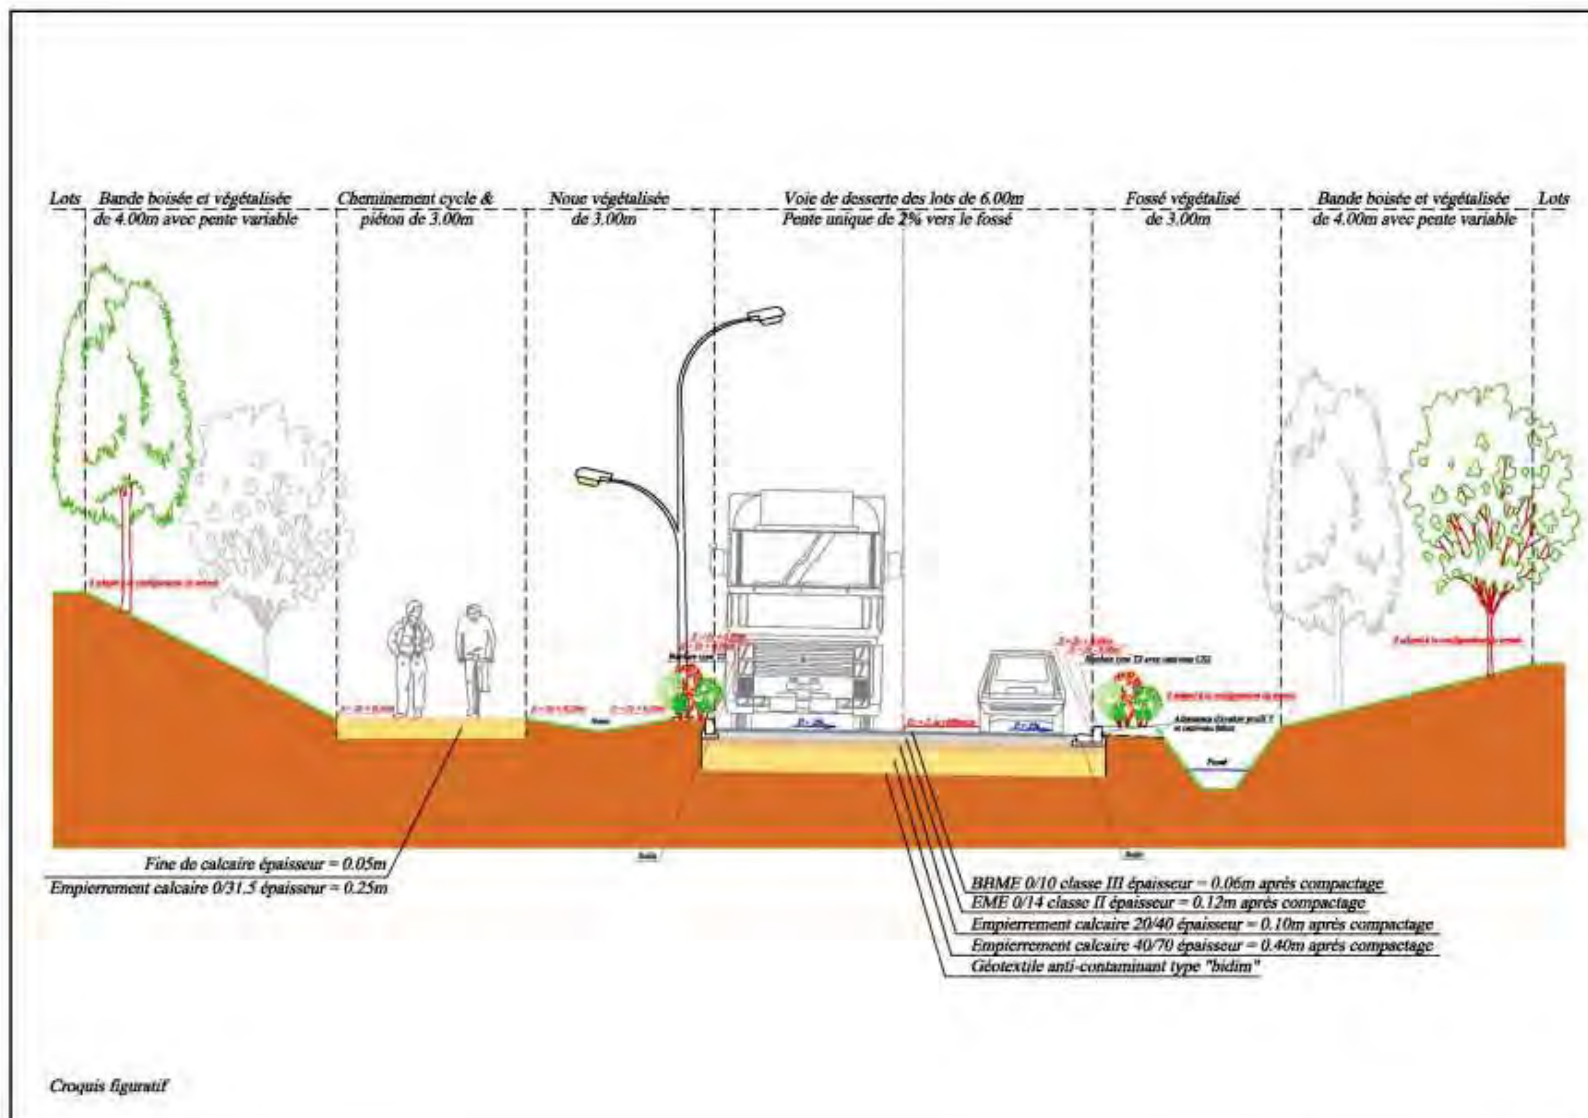 Lots
Bande boisée et végétalisée
de 4.00m avec pente variable
Cheminement cycle &
piéton de 3.00m
Noue végétalisée
de 3.00m
Voie de desserte des lots de 6.00m
Pente unique de 2% vers le fossé
Fossé végétalisé
de 3.00m
Bande boisée et végétalisée
de 4.00m avec pente variable
Lots
Noue
Fossé
Fine de calcaire épaisseur = 0.05m
Empierrement calcaire 0/31.5 épaisseur = 0.25m
BBME 0/10 classe III épaisseur = 0.06m après compactage
EME 0/14 classe II épaisseur = 0.12m après compactage
Empierrement calcaire 20/40 épaisseur = 0.10m après compactage
Empierrement calcaire 40/70 épaisseur = 0.40m après compactage
Géotextile anti-contaminant type "bidim"
Croquis figuratif